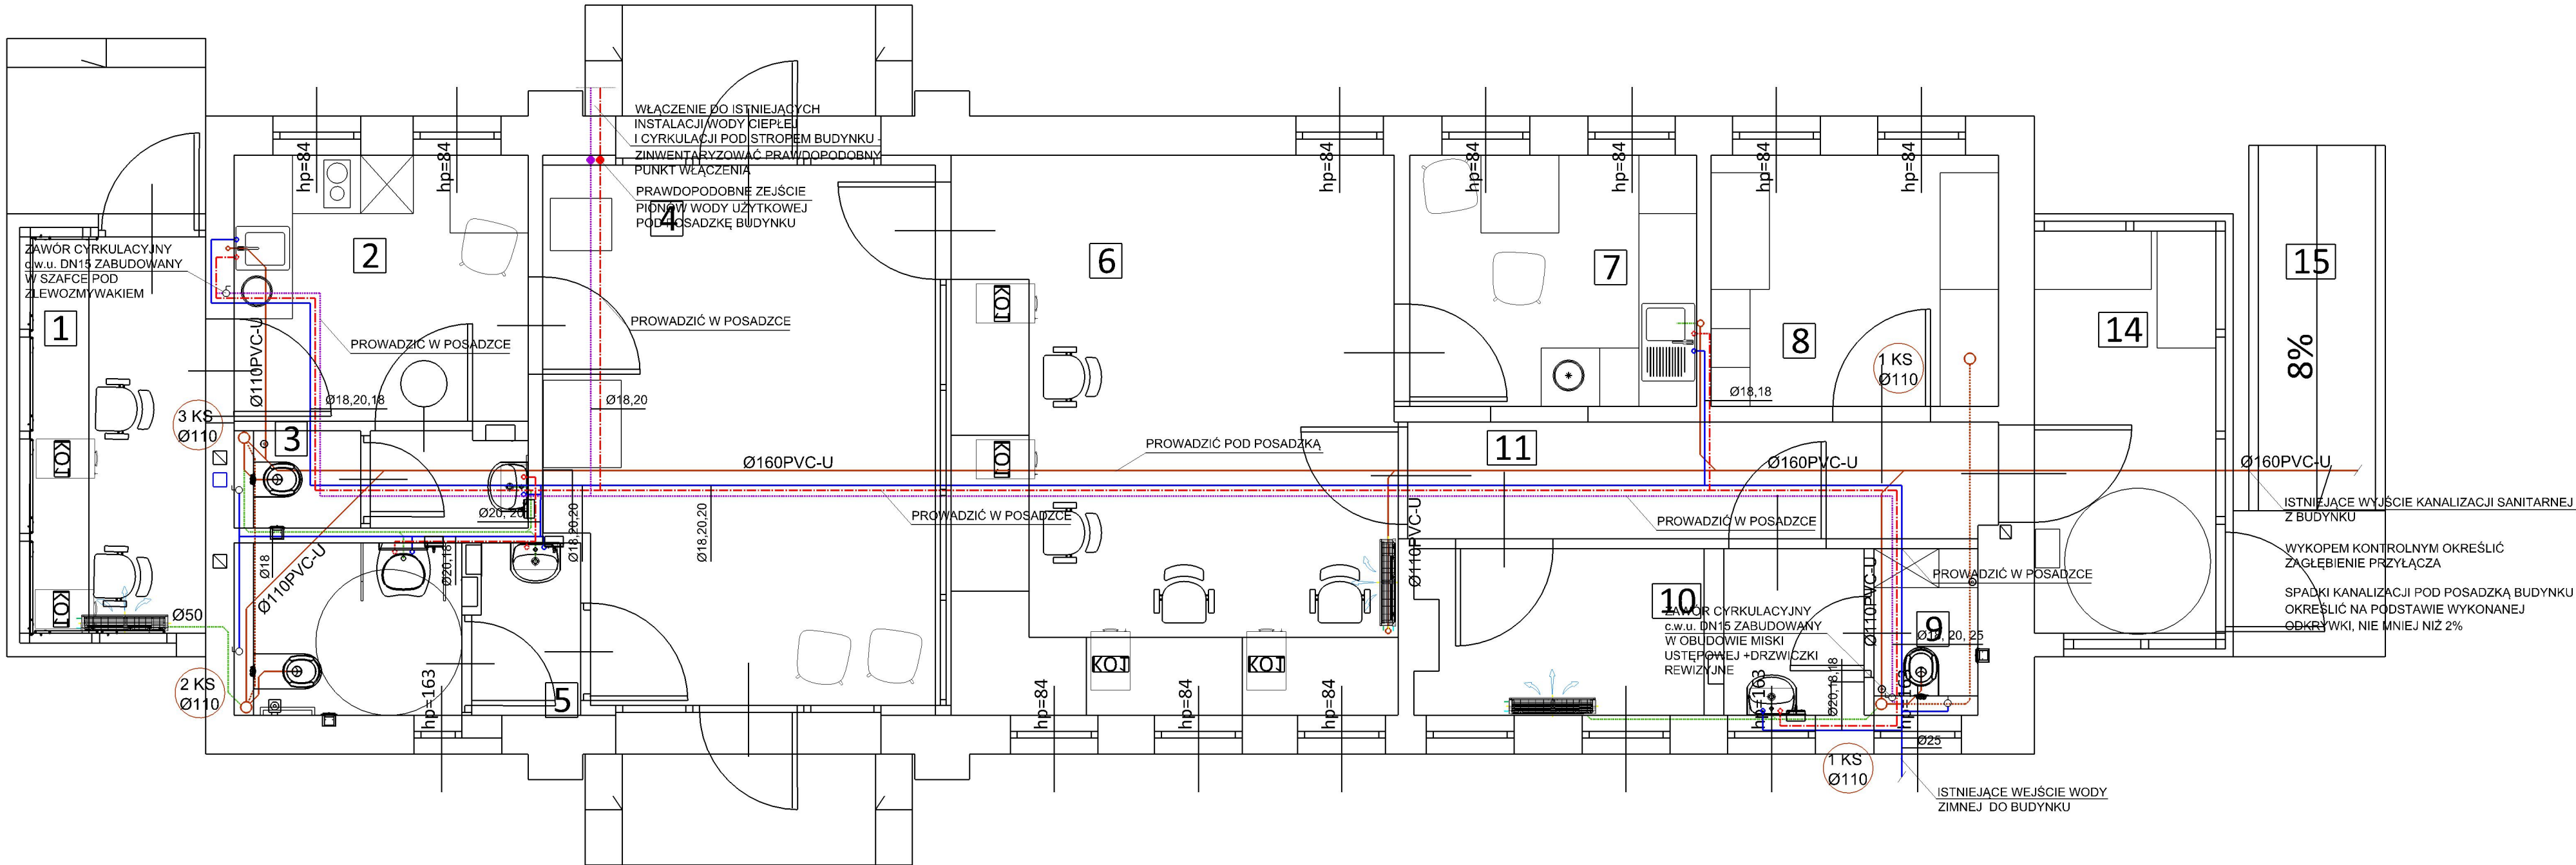 WŁĄCZENIE DO ISTNIEJĄCYCH
INSTALACJI WODY CIEPŁEJ
I CYRKULACJI POD STROPEM BUDYNKU -
ZINWENTARYZOWAĆ PRAWDOPODOBNY
PUNKT WŁĄCZENIA
PRAWDOPODOBNE ZEJŚCIE
PIONÓW WODY UŻYTKOWEJ
POD POSADZKĘ BUDYNKU
hp=84
hp=84
hp=84
hp=84
hp=84
hp=84
hp=84
ZAWÓR CYRKULACYJNY
c.w.u. DN15 ZABUDOWANY
W SZAFCE POD
ZLEWOZMYWAKIEM
1
2
4
6
7
8
14
15
8%
KOJ
PROWADZIĆ W POSADZCE
PROWADZIĆ W POSADZCE
Ø110PVC-U
Ø18,20,18
Ø18,20
Ø18,18
1 KS
Ø110
3 KS
Ø110
3
KOJ
KOJ
11
PROWADZIĆ POD POSADZKĄ
Ø160PVC-U
Ø160PVC-U
Ø160PVC-U
Ø20, 20
PROWADZIĆ W POSADZCE
PROWADZIĆ W POSADZCE
ISTNIEJĄCE WYJŚCIE KANALIZACJI SANITARNEJ
Z BUDYNKU
Ø18
Ø110PVC-U
Ø20,18
Ø18,20,20
Ø18,20,20
Ø110PVC-U
WYKOPEM KONTROLNYM OKREŚLIĆ
ZAGŁĘBIENIE PRZYŁĄCZA
PROWADZIĆ W POSADZCE
SPADKI KANALIZACJI POD POSADZKĄ BUDYNKU
OKREŚLIĆ NA PODSTAWIE WYKONANEJ
ODKRYWKI, NIE MNIEJ NIŻ 2%
KOJ
Ø50
10
ZAWÓR CYRKULACYJNY
c.w.u. DN15 ZABUDOWANY
W OBUDOWIE MISKI
USTĘPOWEJ +DRZWICZKI
REWIZYJNE
Ø110PVC-U
9
Ø18, 20, 25
2 KS
Ø110
5
KOJ
KOJ
hp=163
hp=84
hp=84
hp=84
hp=163
Ø20,18,18
hp=163
Ø25
1 KS
Ø110
ISTNIEJĄCE WEJŚCIE WODY
ZIMNEJ DO BUDYNKU